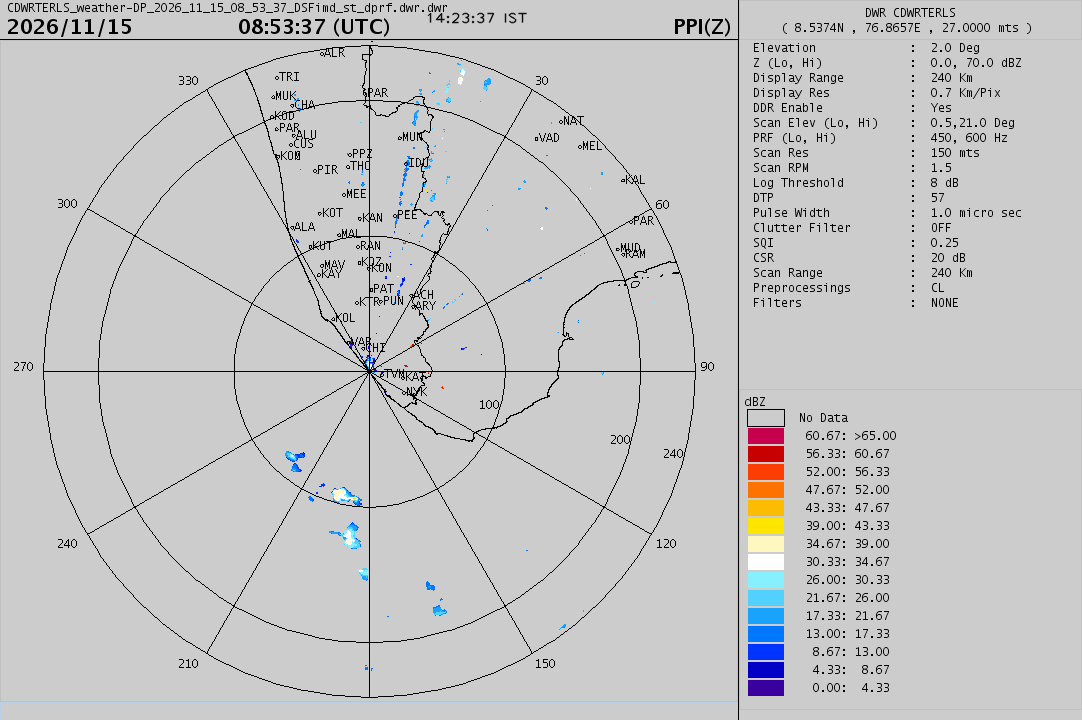 CDWRTERLS_weather-DP_2026_11_15_08_53_37_DSFimd_st_dprf.dwr.dwr
14:23:37 IST
2026/11/15 08:53:37 (UTC) PPI(Z)
DWR CDWRTERLS
( 8.5374N , 76.8657E , 27.0000 mts )
Elevation : 2.0 Deg
Z (Lo, Hi) : 0.0, 70.0 dBZ
Display Range : 240 Km
Display Res : 0.7 Km/Pix
DDR Enable : Yes
Scan Elev (Lo, Hi) : 0.5,21.0 Deg
PRF (Lo, Hi) : 450, 600 Hz
Scan Res : 150 mts
Scan RPM : 1.5
Log Threshold : 8 dB
DTP : 57
Pulse Width : 1.0 micro sec
Clutter Filter : OFF
SQI : 0.25
CSR : 20 dB
Scan Range : 240 Km
Preprocessings : CL
Filters : NONE
dBZ
No Data
60.67: >65.00
56.33: 60.67
52.00: 56.33
47.67: 52.00
43.33: 47.67
39.00: 43.33
34.67: 39.00
30.33: 34.67
26.00: 30.33
21.67: 26.00
17.33: 21.67
13.00: 17.33
8.67: 13.00
4.33: 8.67
0.00: 4.33
ALR
TRI
330
30
MUK
PAR
CHA
KOD
NAT
PAR
ALU
MUN
VAD
CUS
MEL
PPZ
IDU
PIR
THO
KAL
MEE
300
60
KOT
KAN
PEE
PAR
ALA
MAL
KUT
RAN
MUD
RAM
KOZ
MAV
KON
KAY
PAT
ACH
KTR
PUN
ARY
KOL
VAR
CHI
270
90
TVM
KAT
NYK
100
200
240
240
120
210
150